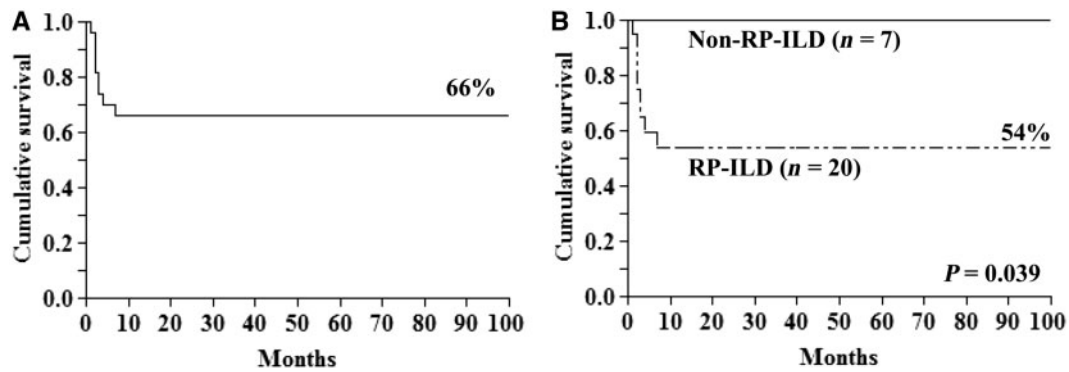 A
Cumulative survival
1.0
0.8
0.6
0.4
0.2
0.0
66%
0 10 20 30 40 50 60 70 80 90 100
Months
B
Cumulative survival
1.0
0.8
0.6
0.4
0.2
0.0
Non-RP-ILD (n = 7)
54%
RP-ILD (n = 20)
P = 0.039
0 10 20 30 40 50 60 70 80 90 100
Months